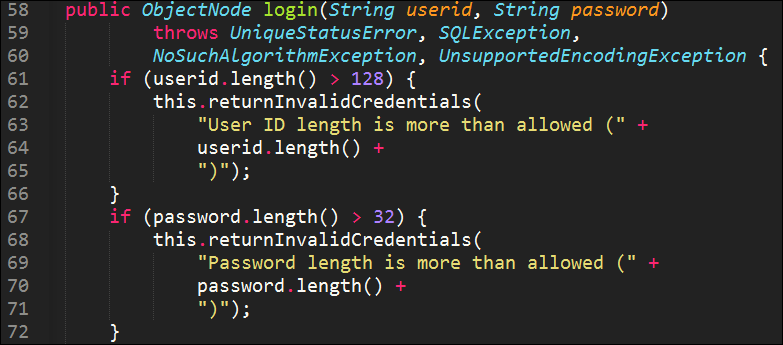 58 public ObjectNode login(String userid, String password)
59 throws UniqueStatusError, SQLException,
60 NoSuchAlgorithmException, UnsupportedEncodingException {
61 if (userid.length() > 128) {
62 this.returnInvalidCredentials(
63 "User ID length is more than allowed (" +
64 userid.length() +
65 ")");
66 }
67 if (password.length() > 32) {
68 this.returnInvalidCredentials(
69 "Password length is more than allowed (" +
70 password.length() +
71 ")");
72 }